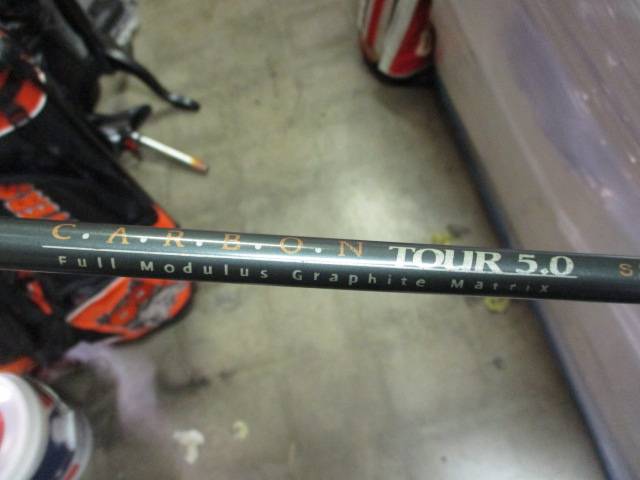 C·A·R·B·O·N TOUR 5.0 S
Full Modulus Graphite Matrix